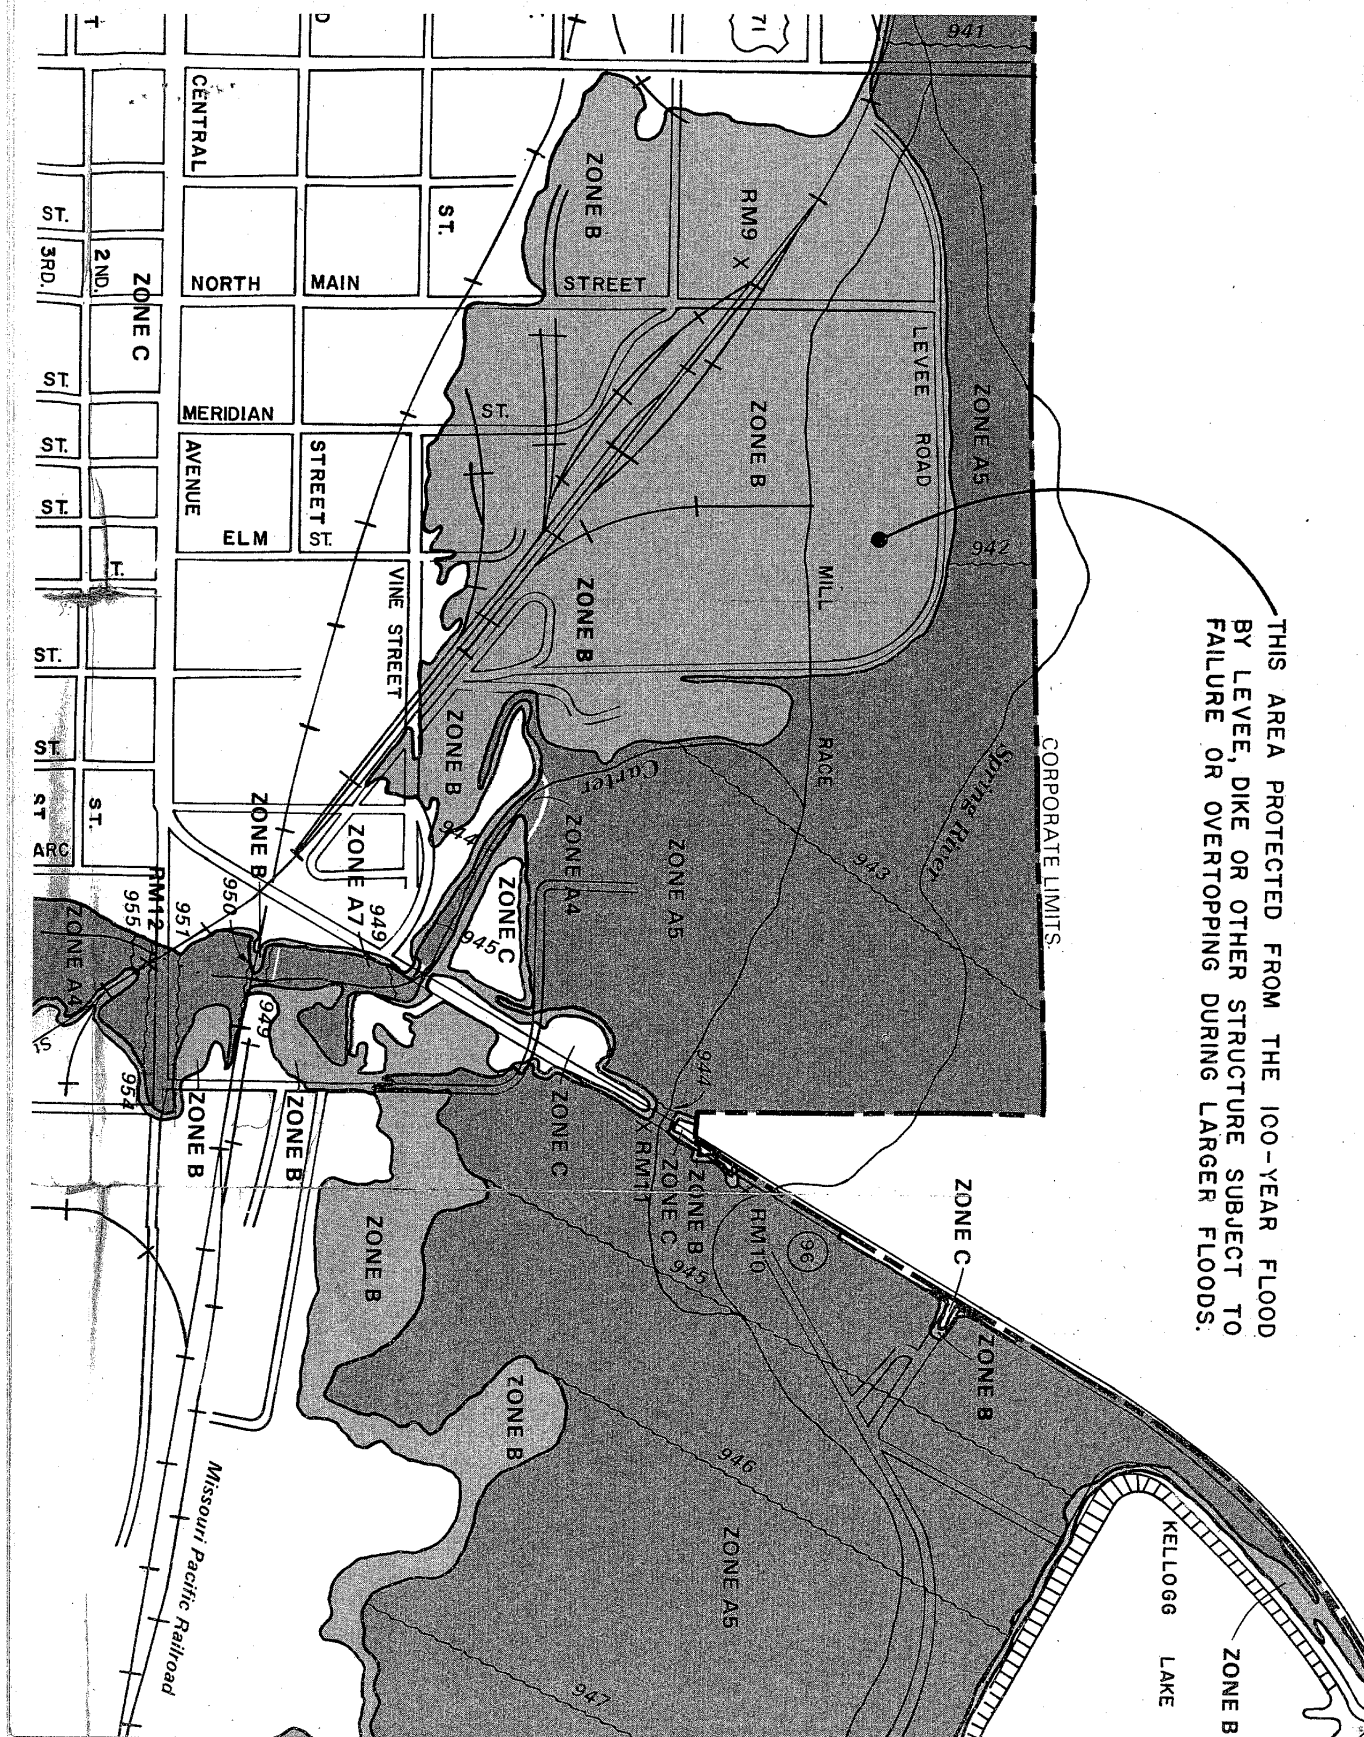 THIS AREA PROTECTED FROM THE 100-YEAR FLOOD
BY LEVEE, DIKE OR OTHER STRUCTURE SUBJECT TO
FAILURE OR OVERTOPPING DURING LARGER FLOODS.
71
941
CENTRAL
ZONE B
RM9
ST.
ST.
3RD.
2ND.
ZONE C
NORTH
MAIN
STREET
LEVEE
ROAD
ZONE A5
ST.
MERIDIAN
ST.
ZONE B
ST.
AVENUE
STREET
ST.
ELM
ST.
942
T.
VINE STREET
ZONE B
MILL
ST.
ZONE B
Carter
RACE
Spring River
CORPORATE LIMITS
ST.
ST.
ST
ARC
ZONE B
944
ZONE A7
ZONE A4
ZONE A5
943
ZONE C
945
949
950
951
RM12
955
ZONE A4
949
954
ZONE B
ZONE B
ZONE C
944
RM11
ZONE C
ZONE B
RM10
945
96
ZONE C
ZONE B
ZONE B
ZONE B
946
ZONE A5
947
Missouri Pacific Railroad
KELLOGG LAKE
ZONE B